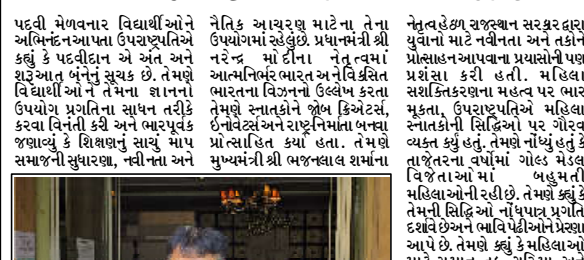 પદવી મેળવનાર વિદ્યાર્થીઓને
અભિનંદનઆપતા ઉપરાષ્ટ્રપતિએ
કહ્યું કે પદવીદાન એ અંત અને
શરૂઆત બંનેનું સૂચક છે. તેમણે
વિદ્યાર્થીઓને તેમના જ્ઞાનનો
ઉપયોગ પ્રગતિના સાધન તરીકે
કરવા વિનંતી કરી અને ભારપૂર્વક
જણાવ્યું કે શિક્ષણનું સાચું માપ
સમાજની સુધારણા, નવીનતા અને
નૈતિક આચરણ માટેના તેના
ઉપયોગમાં રહેલુંછે. પ્રધાનમંત્રી શ્રી
નરેન્દ્ર મોદીના નેતૃત્વમાં
આત્મનિર્ભર ભારત અને વિકસિત
ભારતના વિઝનનો ઉલ્લેખ કરતા
તેમણે સ્નાતકોને જોબ ક્રિએટર્સ,
ઇનોવેટર્સ અને રાષ્ટ્રનિર્માતા બનવા
પ્રોત્સાહિત કર્યા હતા. તેમણે
મુખ્યમંત્રી શ્રી ભજનલાલ શર્માના
નેતૃત્વ હેઠળ રાજસ્થાન સરકાર દ્વારા
યુવાનો માટે નવીનતા અને તકોને
પ્રોત્સાહન આપવાના પ્રયાસોની પણ
પ્રશંસા કરી હતી. મહિલા
સશક્તિકરણના મહત્વ પર ભાર
મૂકતા, ઉપરાષ્ટ્રપતિએ મહિલા
સ્નાતકોની સિદ્ધિઓ પર ગૌરવ
વ્યક્ત કર્યું હતું. તેમણે નોંધ્યું હતું કે
તાજેતરના વર્ષોમાં ગોલ્ડ મેડલ
વિજેતાઓમાં બહુમતી
મહિલાઓની રહી છે. તેમણે કહ્યું કે
તેમની સિદ્ધિઓ નોંધપાત્ર પ્રગતિ
દર્શાવે છે અને ભાવિ પેઢીઓને પ્રેરણા
આપે છે. તેમણે કહ્યું કે મહિલાઓ